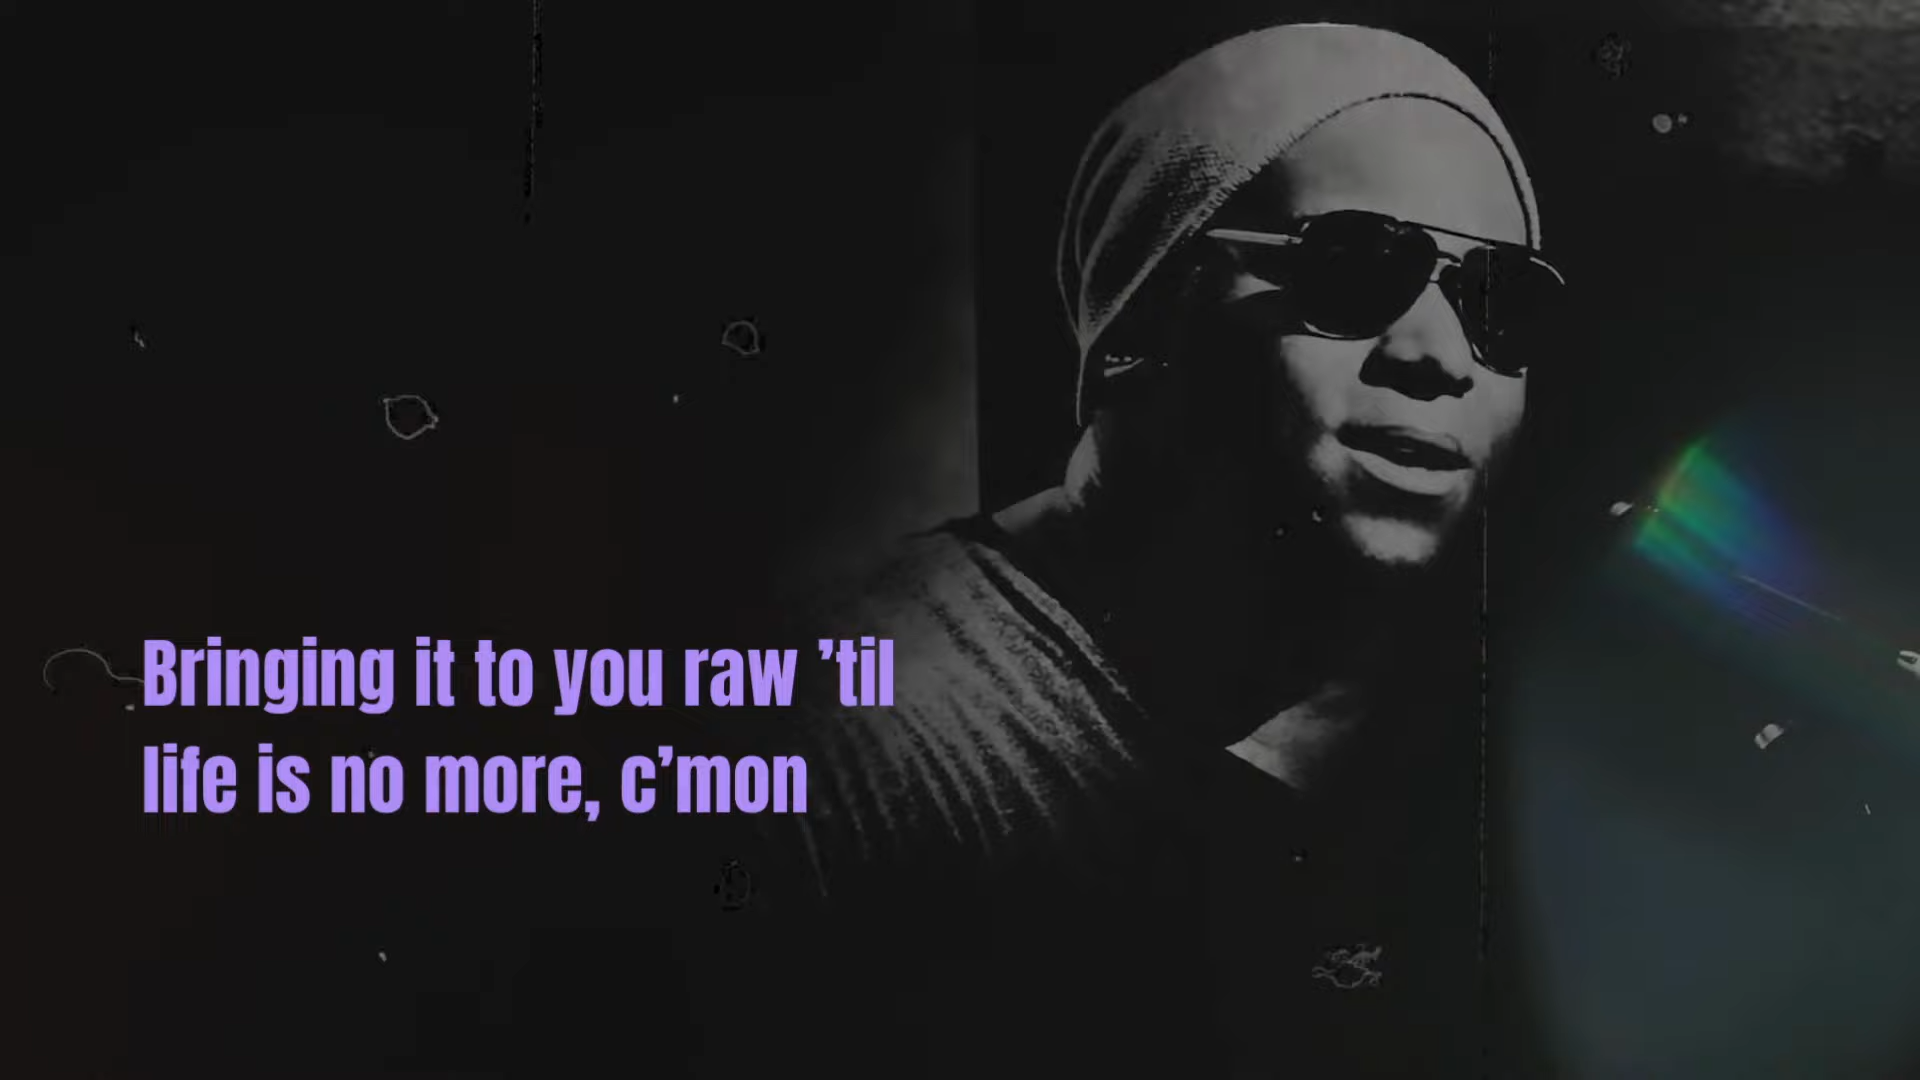 Bringing it to you raw ’til
life is no more, c’mon